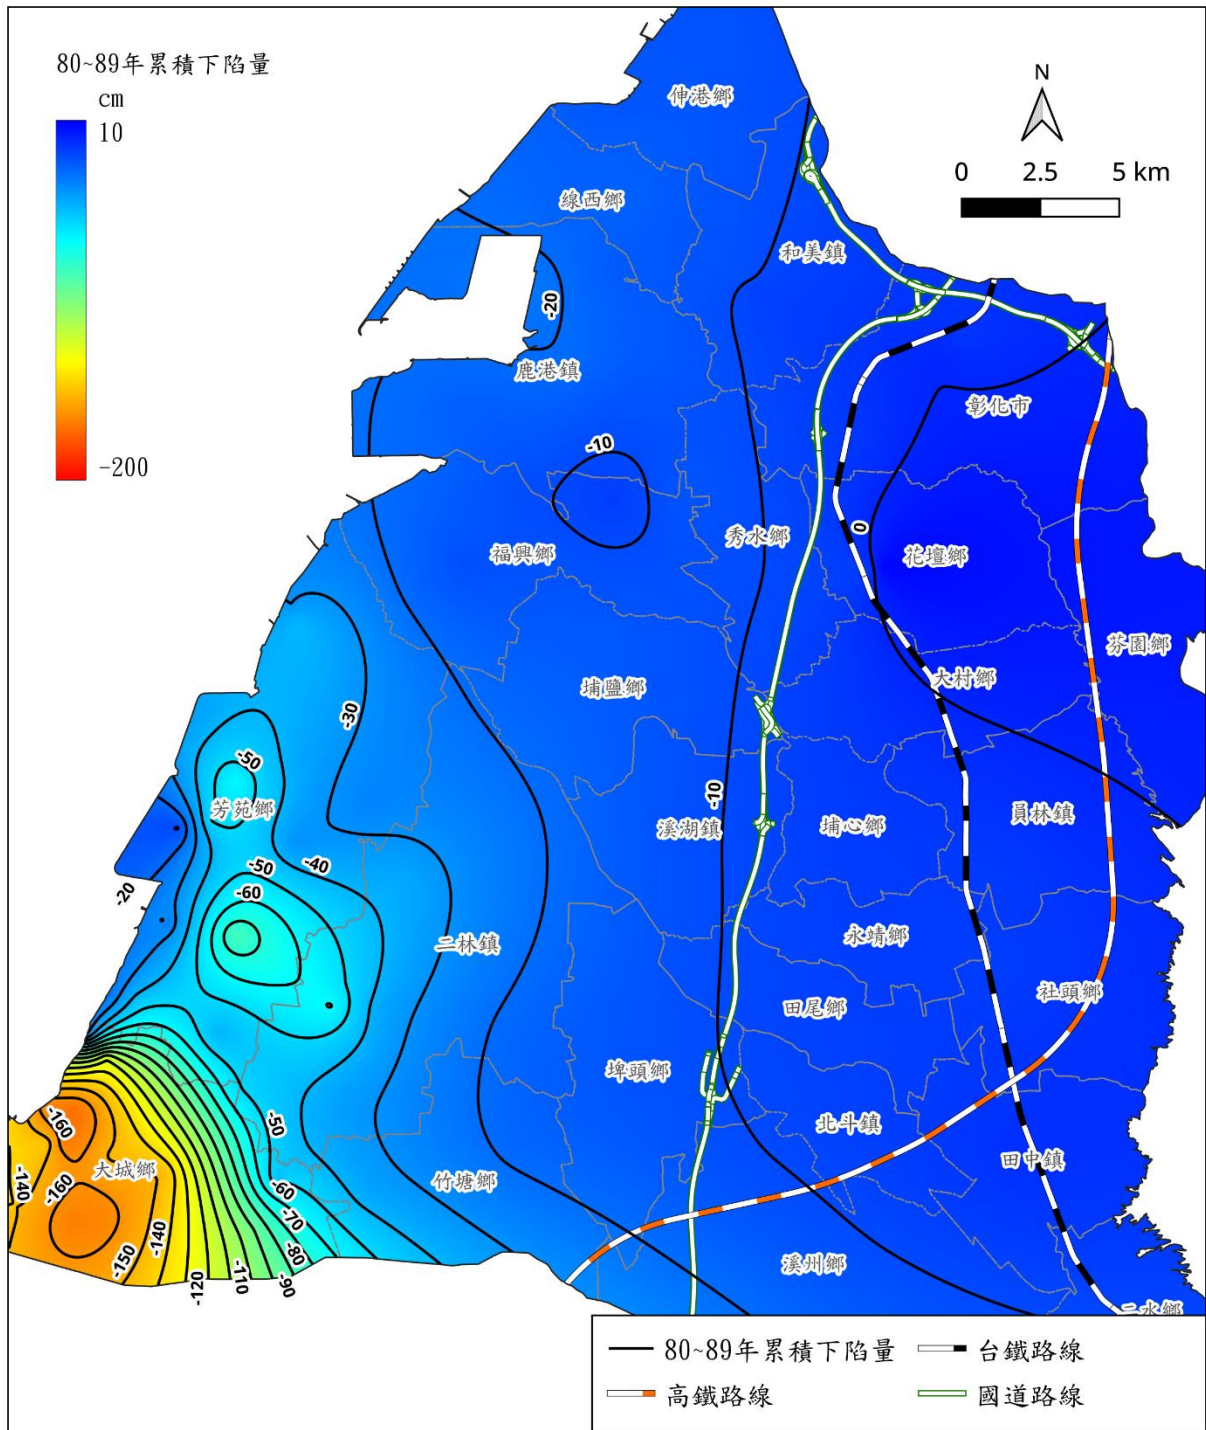 80~89年累積下陷量
cm
10
-200
N
0 2.5 5 km
伸港鄉
線西鄉
和美鎮
-20
鹿港鎮
彰化市
-10
福興鄉
秀水鄉
0
花壇鄉
芬園鄉
埔鹽鄉
大村鄉
-30
-50
芳苑鄉
-10
溪湖鎮
埔心鄉
員林鎮
-40
-50
-60
-20
二林鎮
永靖鄉
社頭鄉
田尾鄉
埤頭鄉
-50
北斗鎮
-160
大城鄉
田中鎮
-140
-160
竹塘鄉
-60
-70
-80
-90
-110
-120
-140
-150
溪州鄉
二水鄉
80~89年累積下陷量
台鐵路線
高鐵路線
國道路線